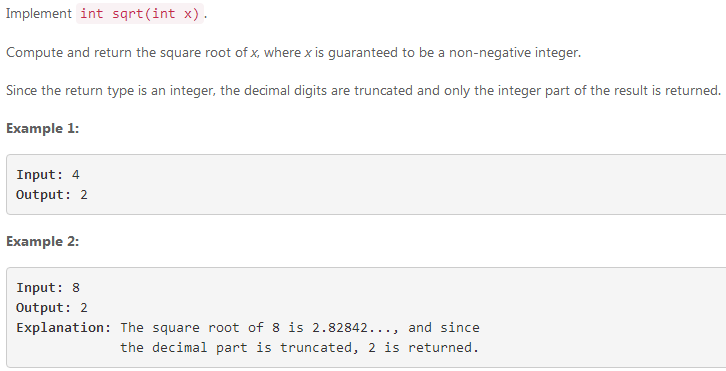 Implement int sqrt(int x).
Compute and return the square root of x, where x is guaranteed to be a non-negative integer.
Since the return type is an integer, the decimal digits are truncated and only the integer part of the result is returned.
Example 1:
Input: 4
Output: 2
Example 2:
Input: 8
Output: 2
Explanation: The square root of 8 is 2.82842..., and since
the decimal part is truncated, 2 is returned.